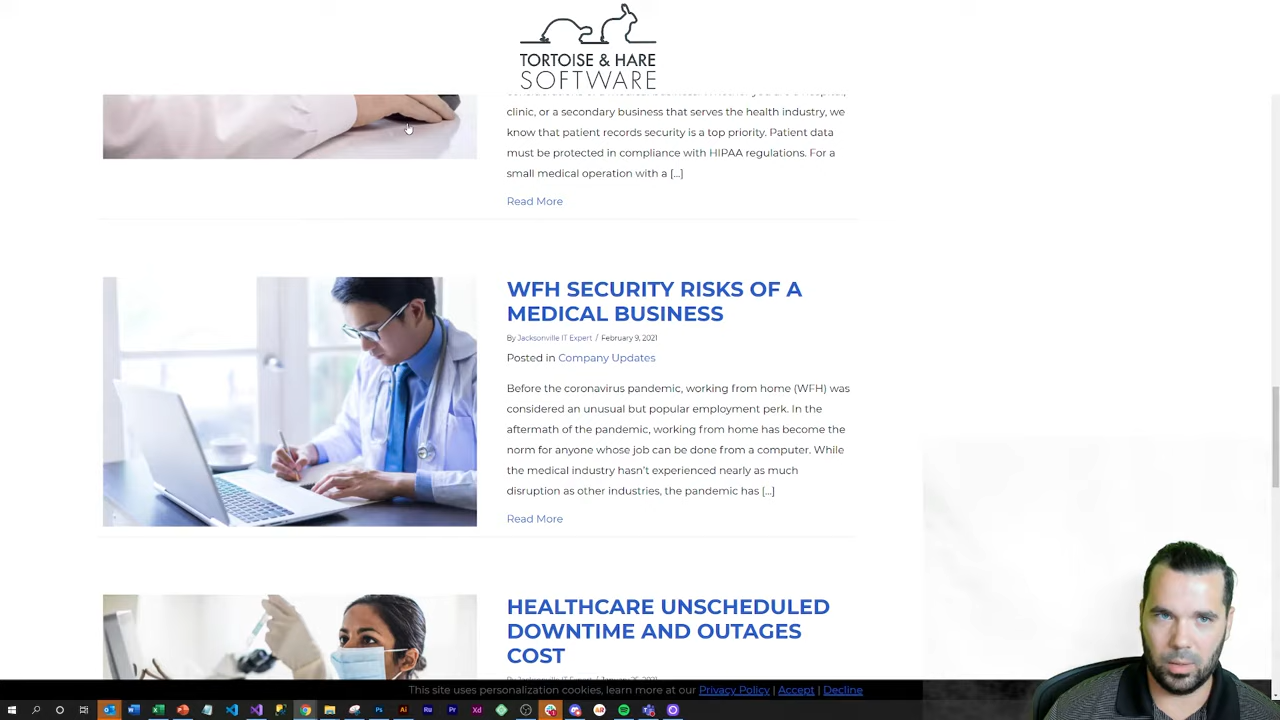 TORTOISE & HARE
SOFTWARE
clinic, or a secondary business that serves the health industry, we
know that patient records security is a top priority. Patient data
must be protected in compliance with HIPAA regulations. For a
small medical operation with a [...]
Read More
WFH SECURITY RISKS OF A
MEDICAL BUSINESS
By Jacksonville IT Expert / February 9, 2021
Posted in Company Updates
Before the coronavirus pandemic, working from home (WFH) was
considered an unusual but popular employment perk. In the
aftermath of the pandemic, working from home has become the
norm for anyone whose job can be done from a computer. While
the medical industry hasn't experienced nearly as much
disruption as other industries, the pandemic has [...]
Read More
HEALTHCARE UNSCHEDULED
DOWNTIME AND OUTAGES
COST
This site uses personalization cookies, learn more at our Privacy Policy | Accept | Decline